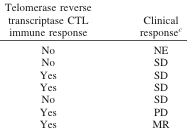 Telomerase reverse
transcriptase CTL Clinical
immune response response^c
No NE
No SD
Yes SD
Yes SD
No SD
Yes PD
Yes MR